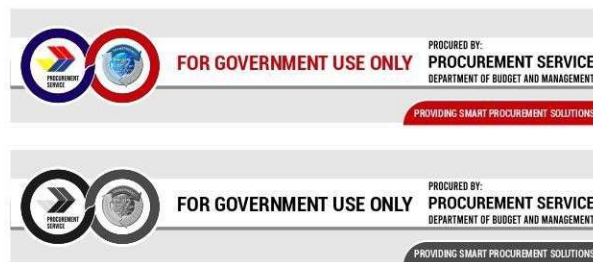 PROCUREMENT
SERVICE
FOR GOVERNMENT USE ONLY
PROCURED BY:
PROCUREMENT SERVICE
DEPARTMENT OF BUDGET AND MANAGEMENT
PROVIDING SMART PROCUREMENT SOLUTIONS
PROCUREMENT
SERVICE
FOR GOVERNMENT USE ONLY
PROCURED BY:
PROCUREMENT SERVICE
DEPARTMENT OF BUDGET AND MANAGEMENT
PROVIDING SMART PROCUREMENT SOLUTIONS